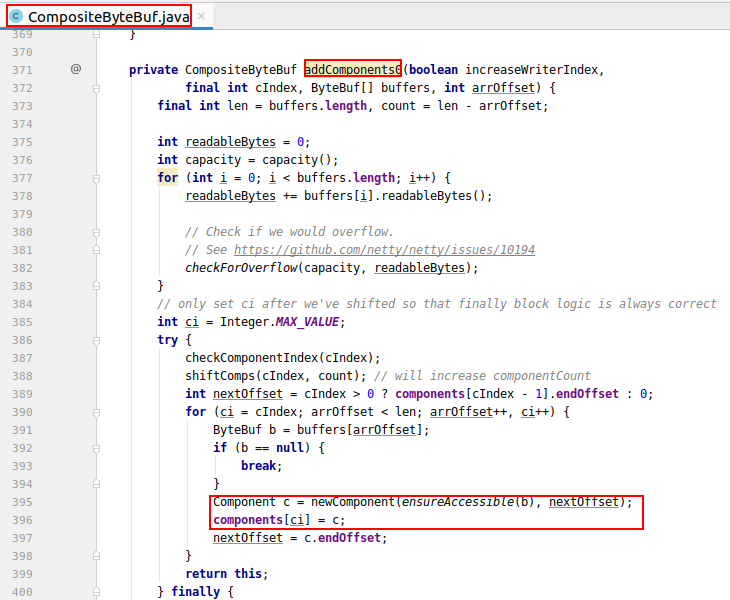 CompositeByteBuf.java
369 }
370
371 @ private CompositeByteBuf addComponents0(boolean increaseWriterIndex,
372 final int cIndex, ByteBuf[] buffers, int arrOffset) {
373 final int len = buffers.length, count = len - arrOffset;
374
375 int readableBytes = 0;
376 int capacity = capacity();
377 for (int i = 0; i < buffers.length; i++) {
378 readableBytes += buffers[i].readableBytes();
379
380 // Check if we would overflow.
381 // See https://github.com/netty/netty/issues/10194
382 checkForOverflow(capacity, readableBytes);
383 }
384 // only set ci after we've shifted so that finally block logic is always correct
385 int ci = Integer.MAX_VALUE;
386 try {
387 checkComponentIndex(cIndex);
388 shiftComps(cIndex, count); // will increase componentCount
389 int nextOffset = cIndex > 0 ? components[cIndex - 1].endOffset : 0;
390 for (ci = cIndex; arrOffset < len; arrOffset++, ci++) {
391 ByteBuf b = buffers[arrOffset];
392 if (b == null) {
393 break;
394 }
395 Component c = newComponent(ensureAccessible(b), nextOffset);
396 components[ci] = c;
397 nextOffset = c.endOffset;
398 }
399 return this;
400 } finally {